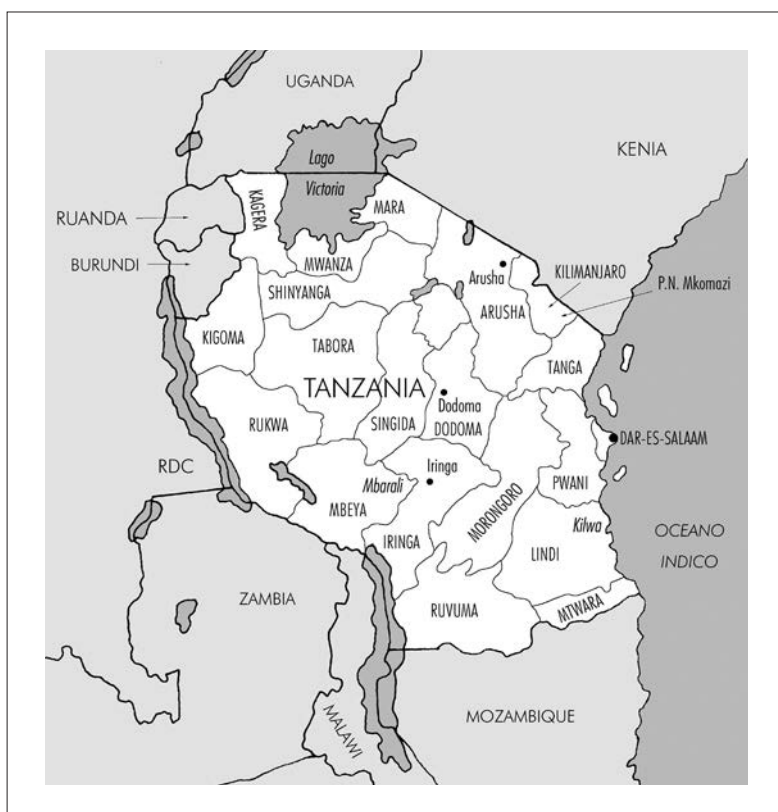 UGANDA
KENIA
Lago
Victoria
KAGERA
MARA
RUANDA
BURUNDI
MWANZA
Arusha
KILIMANJARO
P.N. Mkomazi
SHINYANGA
ARUSHA
KIGOMA
TABORA
TANGA
TANZANIA
Dodoma
DODOMA
SINGIDA
RUKWA
DAR-ES-SALAAM
RDC
Iringa
Mbarali
PWANI
MBEYA
MORONGORO
Kilwa
OCEANO
INDICO
IRINGA
LINDI
ZAMBIA
RUVUMA
MTWARA
MALAWI
MOZAMBIQUE